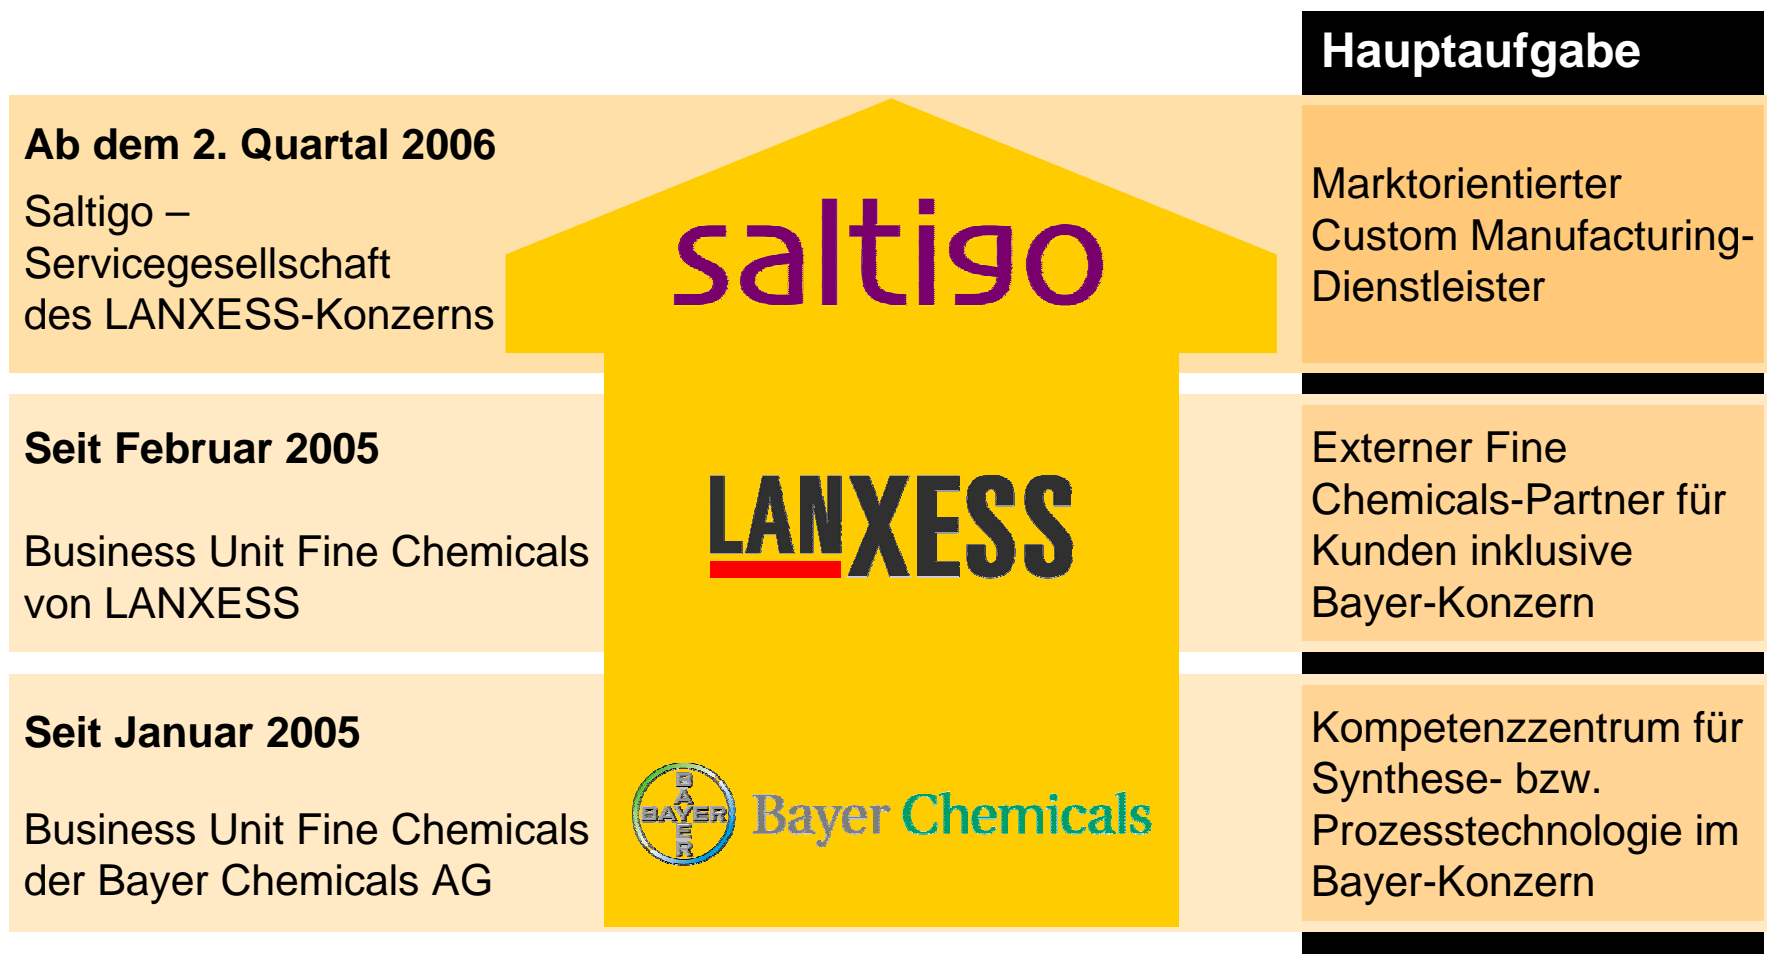 Hauptaufgabe
Ab dem 2. Quartal 2006
Saltigo –
Servicegesellschaft
des LANXESS-Konzerns
saltigo
Marktorientierter
Custom Manufacturing-
Dienstleister
Seit Februar 2005
Business Unit Fine Chemicals
von LANXESS
LANXESS
Externer Fine
Chemicals-Partner für
Kunden inklusive
Bayer-Konzern
Seit Januar 2005
Business Unit Fine Chemicals
der Bayer Chemicals AG
BAYER
BAYER
Bayer Chemicals
Kompetenzzentrum für
Synthese- bzw.
Prozesstechnologie im
Bayer-Konzern